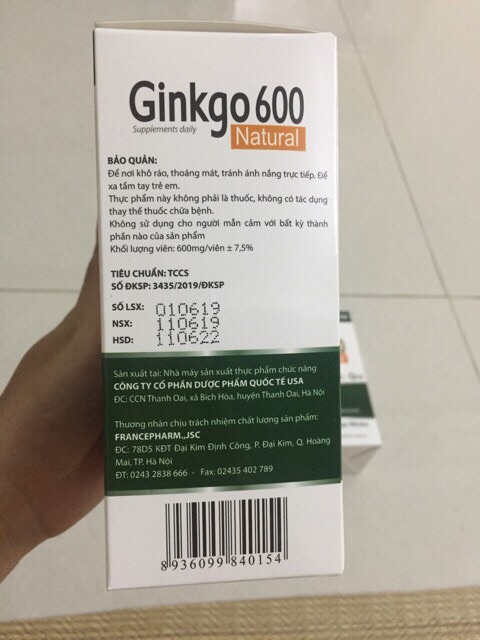 Ginkgo 600
Supplements daily
Natural
BẢO QUẢN:
Để nơi khô ráo, thoáng mát, tránh ánh nắng trực tiếp. Để
xa tầm tay trẻ em.
Thực phẩm này không phải là thuốc, không có tác dụng
thay thế thuốc chữa bệnh.
Không sử dụng cho người mẫn cảm với bất kỳ thành
phần nào của sản phẩm
Khối lượng viên: 600mg/viên ± 7,5%
TIÊU CHUẨN: TCCS
SỐ ĐKSP: 3435/2019/ĐKSP
SỐ LSX: 010619
NSX: 110619
HSD: 110622
Sản xuất tại: Nhà máy sản xuất thực phẩm chức năng
CÔNG TY CỔ PHẦN DƯỢC PHẨM QUỐC TẾ USA
ĐC: CCN Thanh Oai, xã Bích Hòa, huyện Thanh Oai, Hà Nội
Thương nhân chịu trách nhiệm chất lượng sản phẩm:
FRANCEPHARM.,JSC
ĐC: 78D5 KĐT Đại Kim Định Công, P. Đại Kim, Q. Hoàng
Mai, TP. Hà Nội
ĐT: 0243 2838 666 - Fax: 02435 402 789
8936099 840154